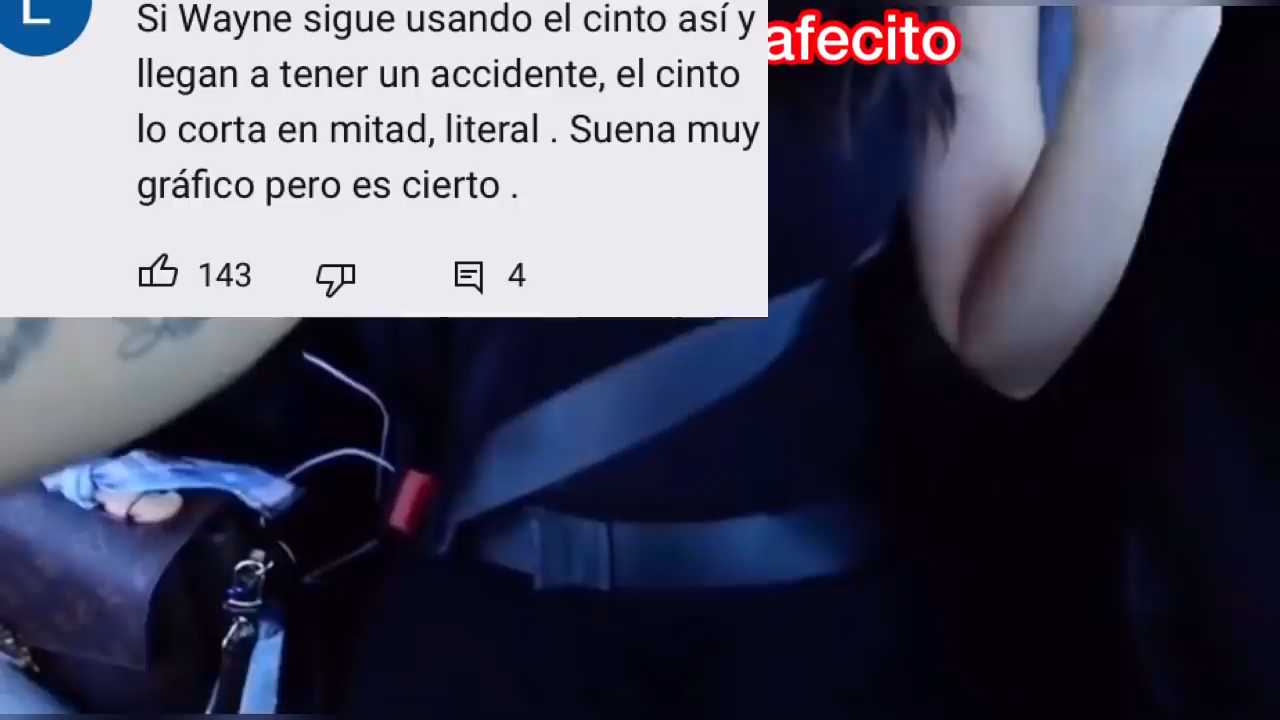 L
Si Wayne sigue usando el cinto así y
llegan a tener un accidente, el cinto
lo corta en mitad, literal . Suena muy
gráfico pero es cierto .
143
4
afecito